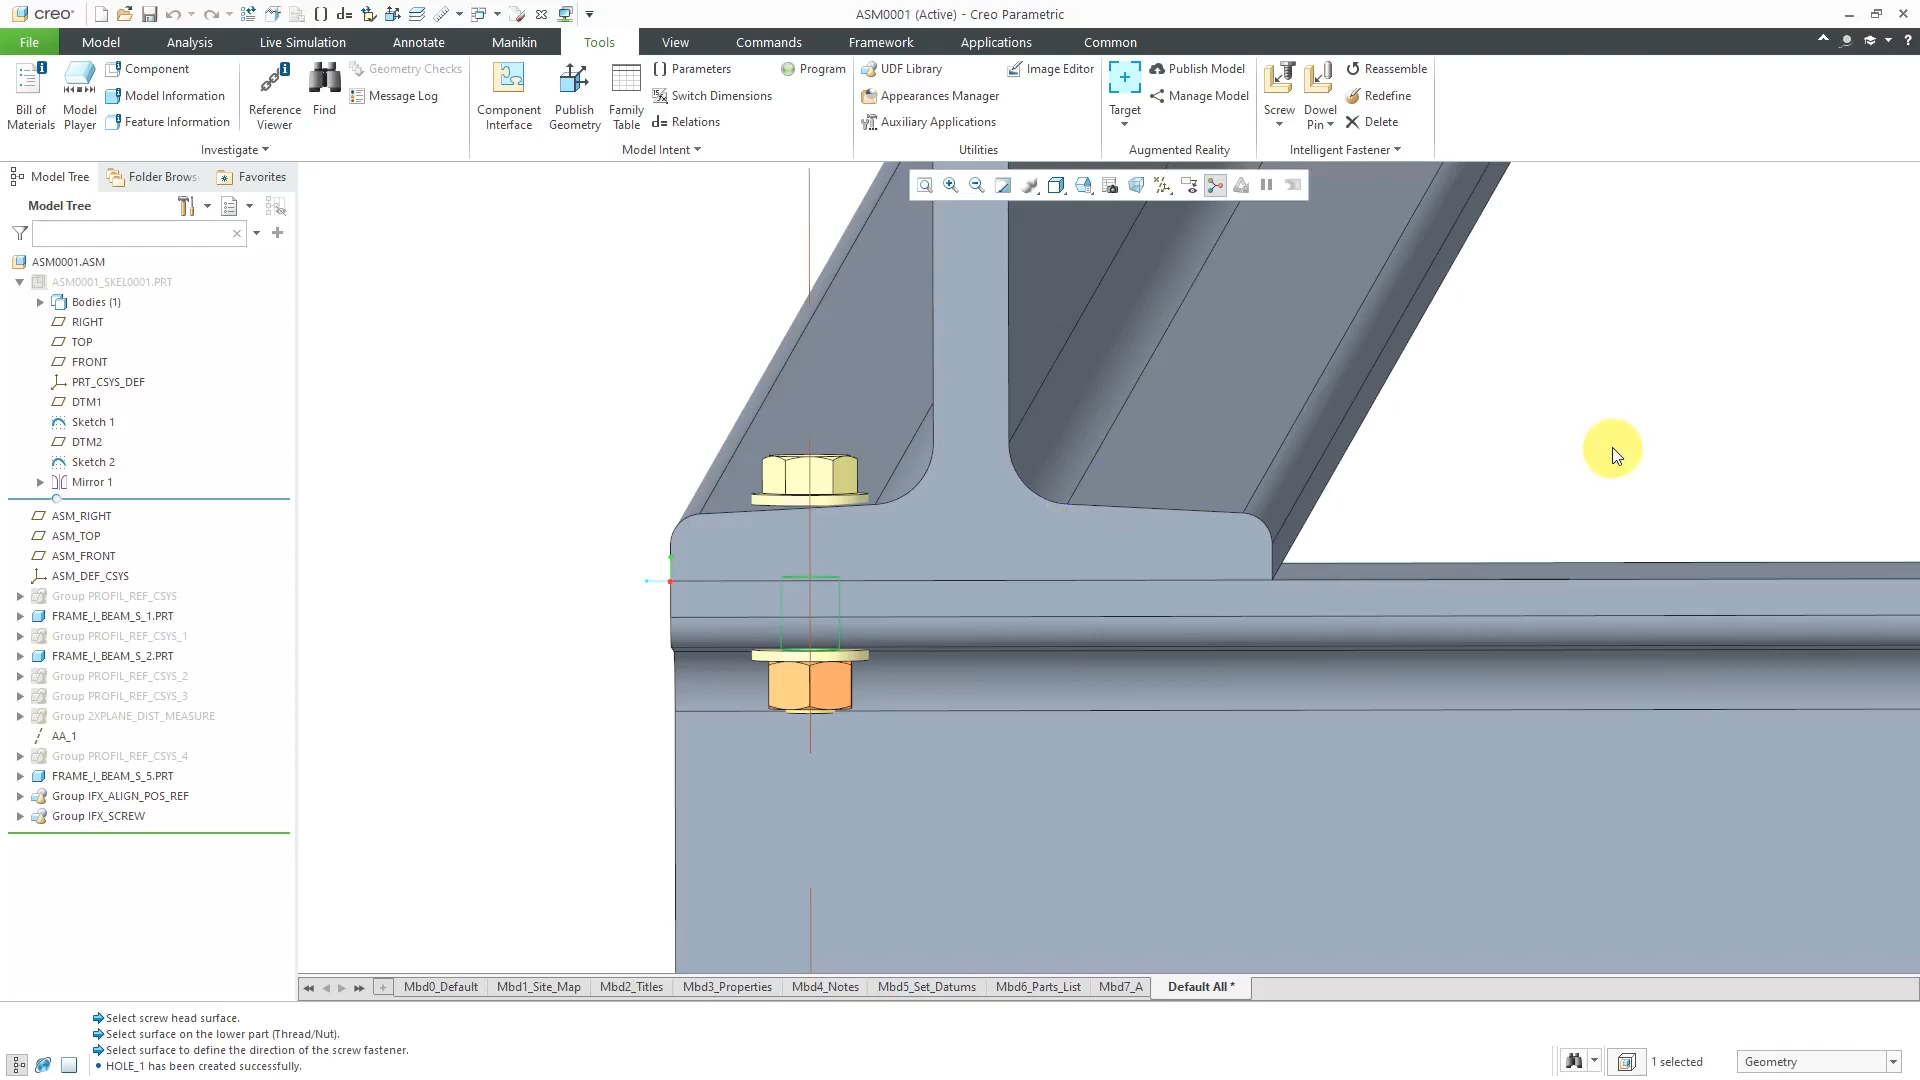 creo
ASM0001 (Active) - Creo Parametric
File
Model
Analysis
Live Simulation
Annotate
Manikin
Tools
View
Commands
Framework
Applications
Common
Bill of
Materials
Model
Player
Component
Model Information
Feature Information
Reference
Viewer
Find
Geometry Checks
Message Log
Investigate
Component
Interface
Publish
Geometry
Family
Table
Parameters
Switch Dimensions
d= Relations
Program
Model Intent
UDF Library
Appearances Manager
Auxiliary Applications
Image Editor
Utilities
Target
Publish Model
Manage Model
Augmented Reality
Screw
Dowel
Pin
Reassemble
Redefine
Delete
Intelligent Fastener
Model Tree
Folder Brows
Favorites
Model Tree
ASM0001.ASM
ASM0001_SKEL0001.PRT
Bodies (1)
RIGHT
TOP
FRONT
PRT_CSYS_DEF
DTM1
Sketch 1
DTM2
Sketch 2
Mirror 1
ASM_RIGHT
ASM_TOP
ASM_FRONT
ASM_DEF_CSYS
Group PROFIL_REF_CSYS
FRAME_I_BEAM_S_1.PRT
Group PROFIL_REF_CSYS_1
FRAME_I_BEAM_S_2.PRT
Group PROFIL_REF_CSYS_2
Group PROFIL_REF_CSYS_3
Group 2XPLANE_DIST_MEASURE
AA_1
Group PROFIL_REF_CSYS_4
FRAME_I_BEAM_S_5.PRT
Group IFX_ALIGN_POS_REF
Group IFX_SCREW
Mbd0_Default
Mbd1_Site_Map
Mbd2_Titles
Mbd3_Properties
Mbd4_Notes
Mbd5_Set_Datums
Mbd6_Parts_List
Mbd7_A
Default All *
Select screw head surface.
Select surface on the lower part (Thread/Nut).
Select surface to define the direction of the screw fastener.
• HOLE_1 has been created successfully.
1 selected
Geometry